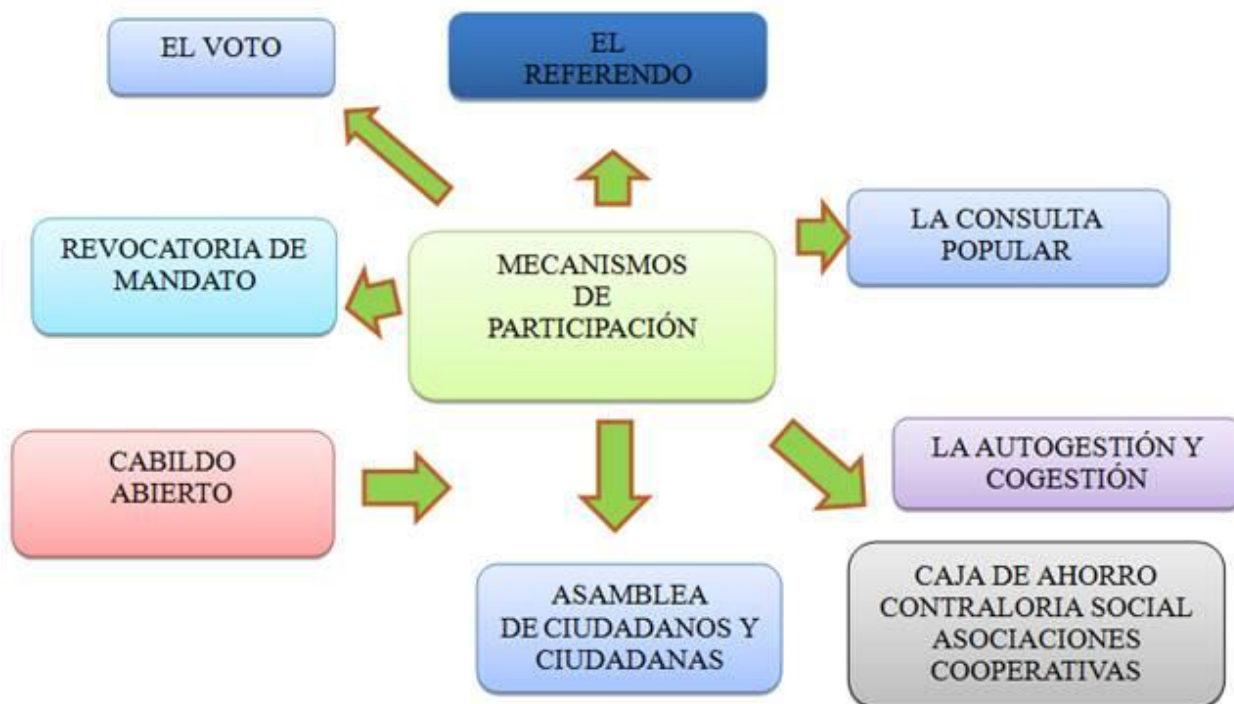 EL VOTO
EL
REFERENDO
LA CONSULTA
POPULAR
REVOCATORIA DE
MANDATO
MECANISMOS
DE
PARTICIPACIÓN
CABILDO
ABIERTO
LA AUTOGESTIÓN Y
COGESTIÓN
ASAMBLEA
DE CIUDADANOS Y
CIUDADANAS
CAJA DE AHORRO
CONTRALORIA SOCIAL
ASOCIACIONES
COOPERATIVAS